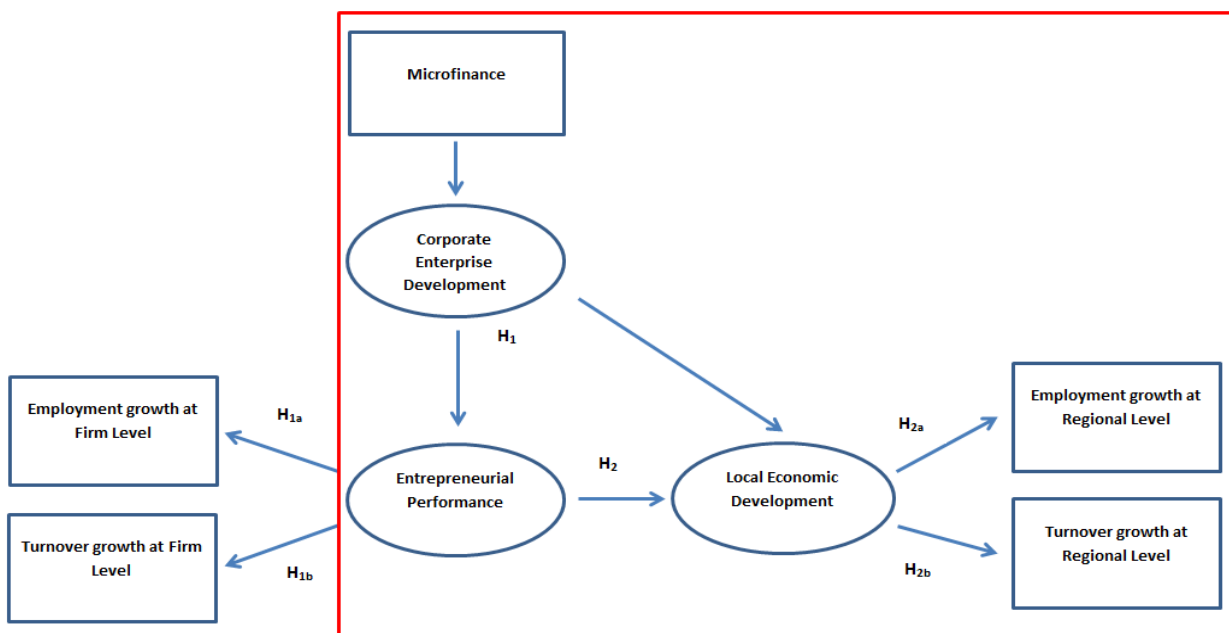 Microfinance
Corporate
Enterprise
Development
H1
Employment growth at
Firm Level
H1a
Entrepreneurial
Performance
H2
Local Economic
Development
H2a
Employment growth at
Regional Level
Turnover growth at Firm
Level
H1b
H2b
Turnover growth at
Regional Level